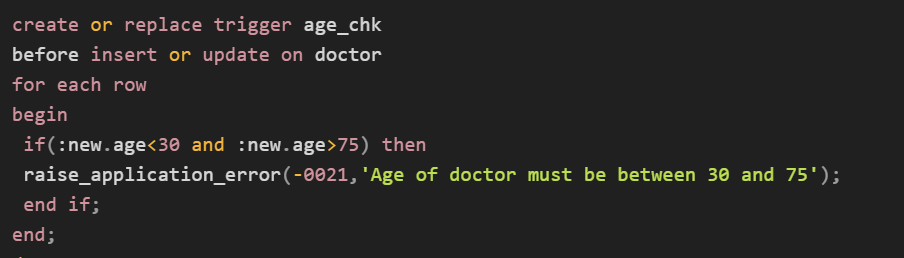 create or replace trigger age_chk
before insert or update on doctor
for each row
begin
if(:new.age<30 and :new.age>75) then
raise_application_error(-0021,'Age of doctor must be between 30 and 75');
end if;
end;